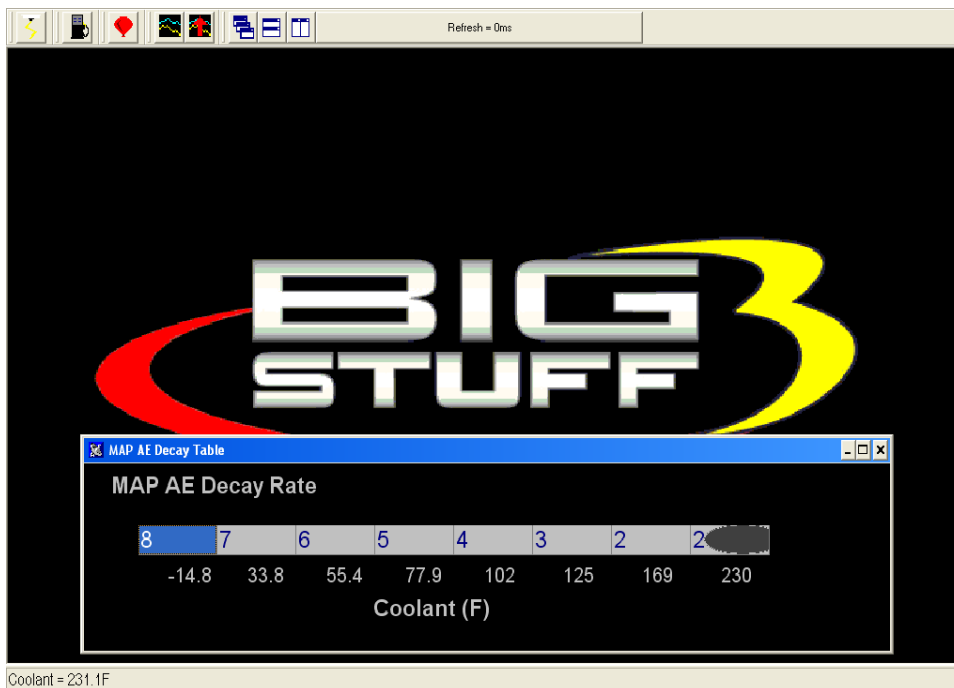 Refresh = 0ms
BIG 3
STUFF
MAP AE Decay Table
MAP AE Decay Rate
8 7 6 5 4 3 2 2
-14.8 33.8 55.4 77.9 102 125 169 230
Coolant (F)
Coolant = 231.1F